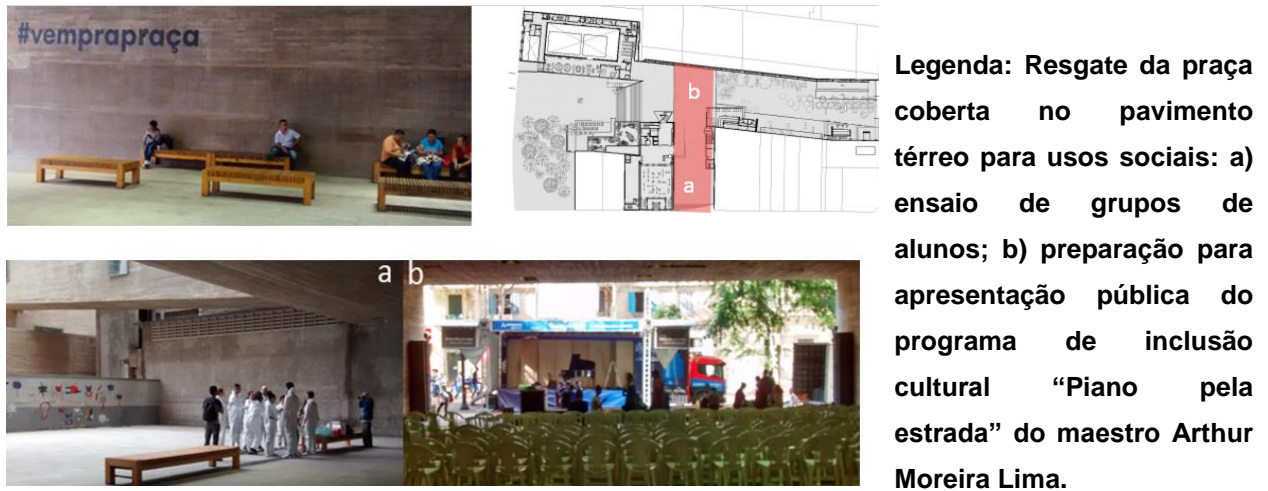 #vemprapraça
b
a
a b
Legenda: Resgate da praça
coberta no pavimento
térreo para usos sociais: a)
ensaio de grupos de
alunos; b) preparação para
apresentação pública do
programa de inclusão
cultural “Piano pela
estrada” do maestro Arthur
Moreira Lima.